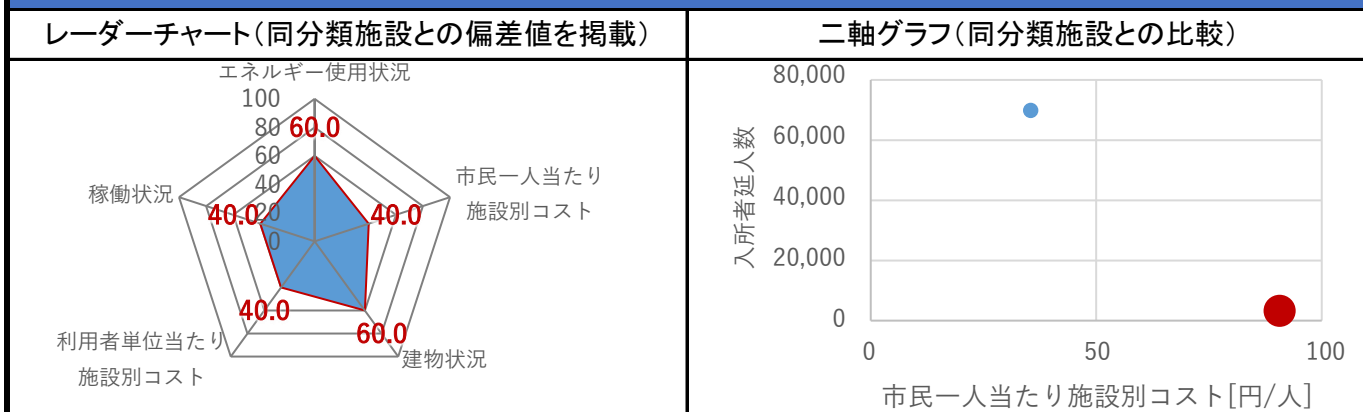 レーダーチャート（同分類施設との偏差値を掲載）
エネルギー使用状況
100
80
60
40
20
0
60.0
市民一人当たり
施設別コスト
40.0
稼働状況
40.0
利用者単位当たり
施設別コスト
40.0
60.0
建物状況
二軸グラフ（同分類施設との比較）
入所者延人数
80,000
60,000
40,000
20,000
0
0 50 100
市民一人当たり施設別コスト[円/人]